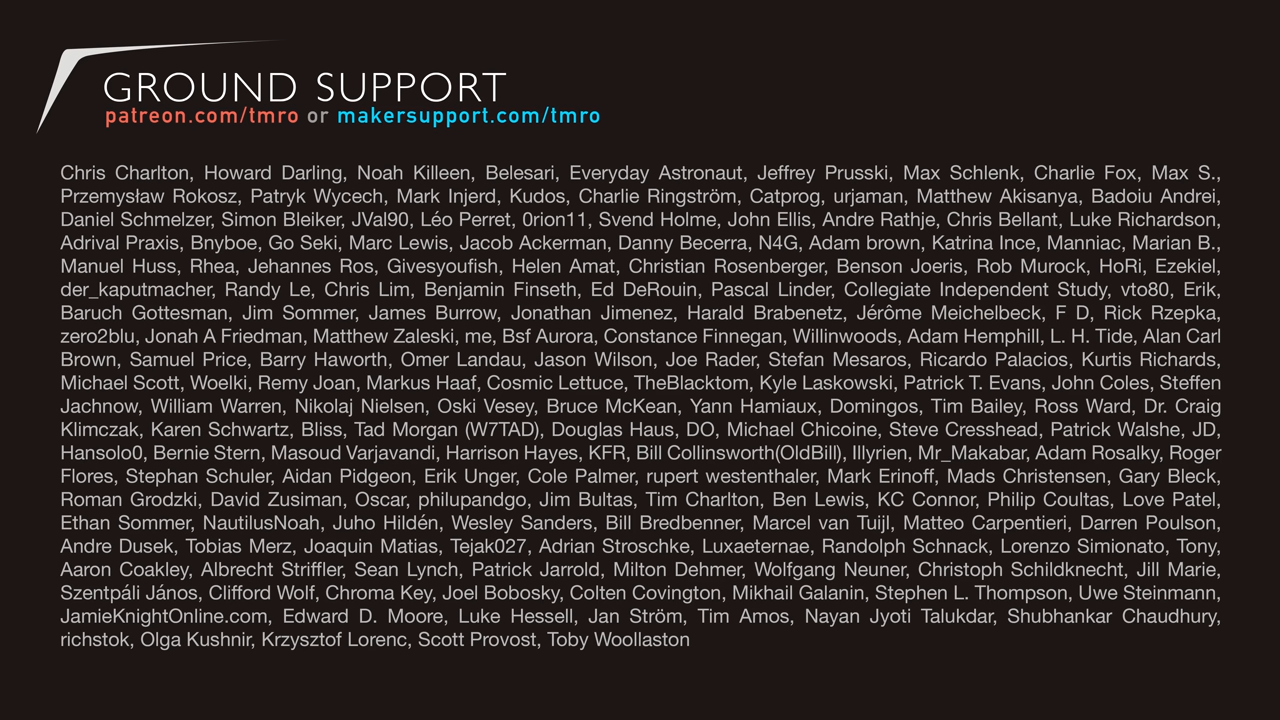 GROUND SUPPORT
patreon.com/tmro or makersupport.com/tmro
Chris Charlton, Howard Darling, Noah Killeen, Belesari, Everyday Astronaut, Jeffrey Prusski, Max Schlenk, Charlie Fox, Max S.,
Przemysław Rokosz, Patryk Wycech, Mark Injerd, Kudos, Charlie Ringström, Catprog, urjaman, Matthew Akisanya, Badoiu Andrei,
Daniel Schmelzer, Simon Bleiker, JVal90, Léo Perret, 0rion11, Svend Holme, John Ellis, Andre Rathje, Chris Bellant, Luke Richardson,
Adrival Praxis, Bnyboe, Go Seki, Marc Lewis, Jacob Ackerman, Danny Becerra, N4G, Adam brown, Katrina Ince, Manniac, Marian B.,
Manuel Huss, Rhea, Jehannes Ros, Givesyoufish, Helen Amat, Christian Rosenberger, Benson Joeris, Rob Murock, HoRi, Ezekiel,
der_kaputmacher, Randy Le, Chris Lim, Benjamin Finseth, Ed DeRouin, Pascal Linder, Collegiate Independent Study, vto80, Erik,
Baruch Gottesman, Jim Sommer, James Burrow, Jonathan Jimenez, Harald Brabenetz, Jérôme Meichelbeck, F D, Rick Rzepka,
zero2blu, Jonah A Friedman, Matthew Zaleski, me, Bsf Aurora, Constance Finnegan, Willinwoods, Adam Hemphill, L. H. Tide, Alan Carl
Brown, Samuel Price, Barry Haworth, Omer Landau, Jason Wilson, Joe Rader, Stefan Mesaros, Ricardo Palacios, Kurtis Richards,
Michael Scott, Woelki, Remy Joan, Markus Haaf, Cosmic Lettuce, TheBlacktom, Kyle Laskowski, Patrick T. Evans, John Coles, Steffen
Jachnow, William Warren, Nikolaj Nielsen, Oski Vesey, Bruce McKean, Yann Hamiaux, Domingos, Tim Bailey, Ross Ward, Dr. Craig
Klimczak, Karen Schwartz, Bliss, Tad Morgan (W7TAD), Douglas Haus, DO, Michael Chicoine, Steve Cresshead, Patrick Walshe, JD,
Hansolo0, Bernie Stern, Masoud Varjavandi, Harrison Hayes, KFR, Bill Collinsworth(OldBill), Illyrien, Mr_Makabar, Adam Rosalky, Roger
Flores, Stephan Schuler, Aidan Pidgeon, Erik Unger, Cole Palmer, rupert westenthaler, Mark Erinoff, Mads Christensen, Gary Bleck,
Roman Grodzki, David Zusiman, Oscar, philupandgo, Jim Bultas, Tim Charlton, Ben Lewis, KC Connor, Philip Coultas, Love Patel,
Ethan Sommer, NautilusNoah, Juho Hildén, Wesley Sanders, Bill Bredbenner, Marcel van Tuijl, Matteo Carpentieri, Darren Poulson,
Andre Dusek, Tobias Merz, Joaquin Matias, Tejak027, Adrian Stroschke, Luxaeternae, Randolph Schnack, Lorenzo Simionato, Tony,
Aaron Coakley, Albrecht Striffler, Sean Lynch, Patrick Jarrold, Milton Dehmer, Wolfgang Neuner, Christoph Schildknecht, Jill Marie,
Szentpáli János, Clifford Wolf, Chroma Key, Joel Bobosky, Colten Covington, Mikhail Galanin, Stephen L. Thompson, Uwe Steinmann,
JamieKnightOnline.com, Edward D. Moore, Luke Hessell, Jan Ström, Tim Amos, Nayan Jyoti Talukdar, Shubhankar Chaudhury,
richstok, Olga Kushnir, Krzysztof Lorenc, Scott Provost, Toby Woollaston